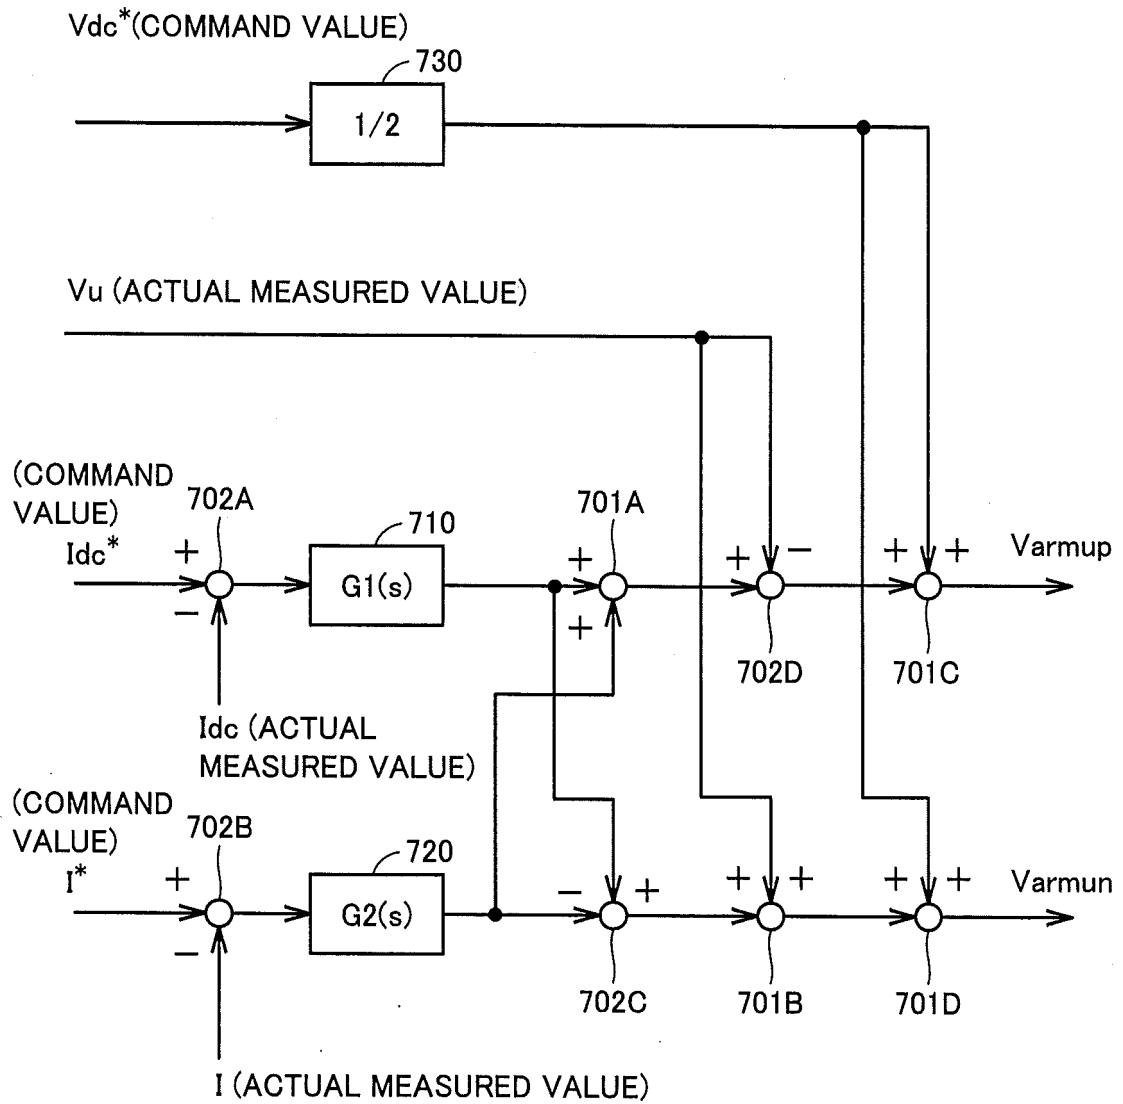 Vdc*(COMMAND VALUE)
730
1/2
Vu (ACTUAL MEASURED VALUE)
(COMMAND
VALUE)
Idc*
702A
+
−
710
G1(s)
701A
+
+
+
−
702D
+
+
701C
Varmup
Idc (ACTUAL
MEASURED VALUE)
(COMMAND
VALUE)
I*
702B
+
−
720
G2(s)
−
+
702C
+
+
701B
+
+
701D
Varmun
I (ACTUAL MEASURED VALUE)